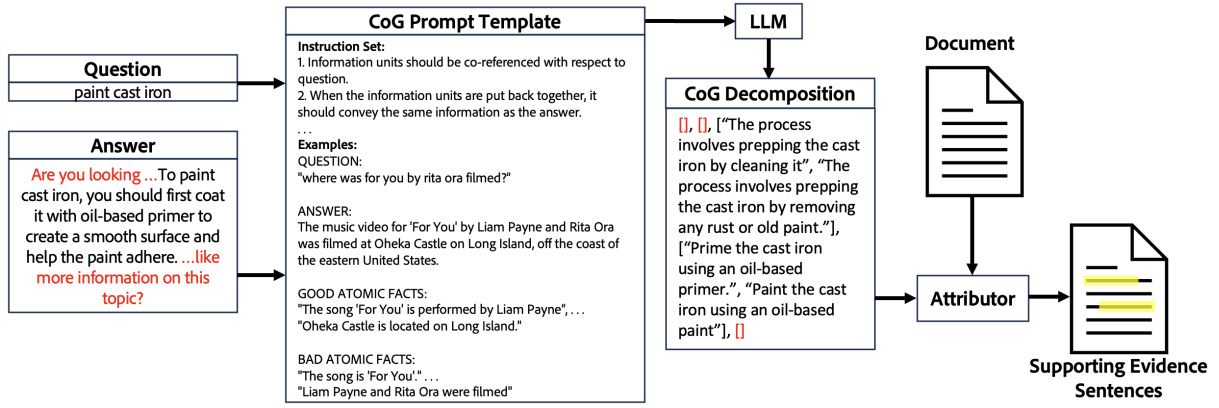 Question
paint cast iron
Answer
Are you looking ...To paint
cast iron, you should first coat
it with oil-based primer to
create a smooth surface and
help the paint adhere. ...like
more information on this
topic?
CoG Prompt Template
Instruction Set:
1. Information units should be co-referenced with respect to
question.
2. When the information units are put back together, it
should convey the same information as the answer.
. . .
Examples:
QUESTION:
"where was for you by rita ora filmed?"
ANSWER:
The music video for 'For You' by Liam Payne and Rita Ora
was filmed at Oheka Castle on Long Island, off the coast of
the eastern United States.
GOOD ATOMIC FACTS:
"The song 'For You' is performed by Liam Payne", . . .
"Oheka Castle is located on Long Island."
BAD ATOMIC FACTS:
"The song is 'For You'." . . .
"Liam Payne and Rita Ora were filmed"
LLM
CoG Decomposition
[], [], [“The process
involves prepping the cast
iron by cleaning it”, “The
process involves prepping
the cast iron by removing
any rust or old paint.”],
[“Prime the cast iron
using an oil-based
primer.”, “Paint the cast
iron using an oil-based
paint”], []
Document
Attributor
Supporting Evidence
Sentences